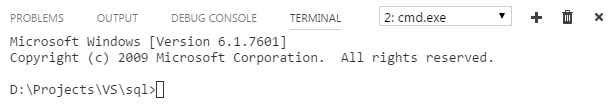 PROBLEMS OUTPUT DEBUG CONSOLE TERMINAL 2: cmd.exe
Microsoft Windows [Version 6.1.7601]
Copyright (c) 2009 Microsoft Corporation.  All rights reserved.
D:\Projects\VS\sql>